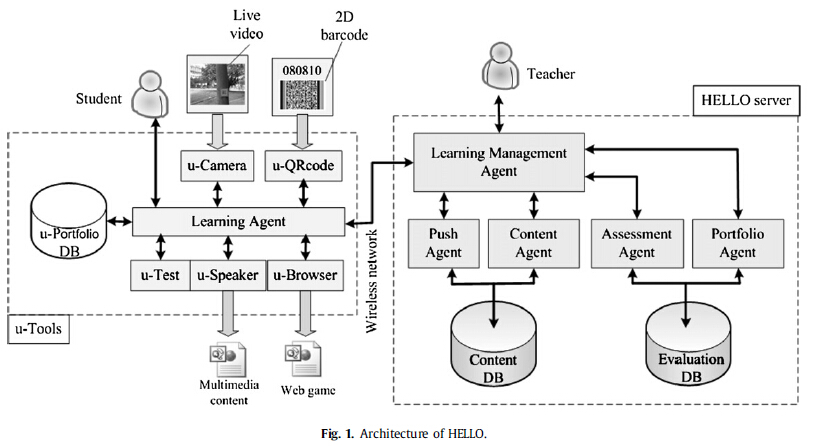 Live
video
2D
barcode
080810
Student
Teacher
HELLO server
u-Camera
u-QRcode
Learning Management
Agent
u-Portfolio
DB
Learning Agent
Push
Agent
Content
Agent
Assessment
Agent
Portfolio
Agent
u-Test
u-Speaker
u-Browser
Wireless network
u-Tools
Multimedia
content
Web game
Content
DB
Evaluation
DB
Fig. 1. Architecture of HELLO.